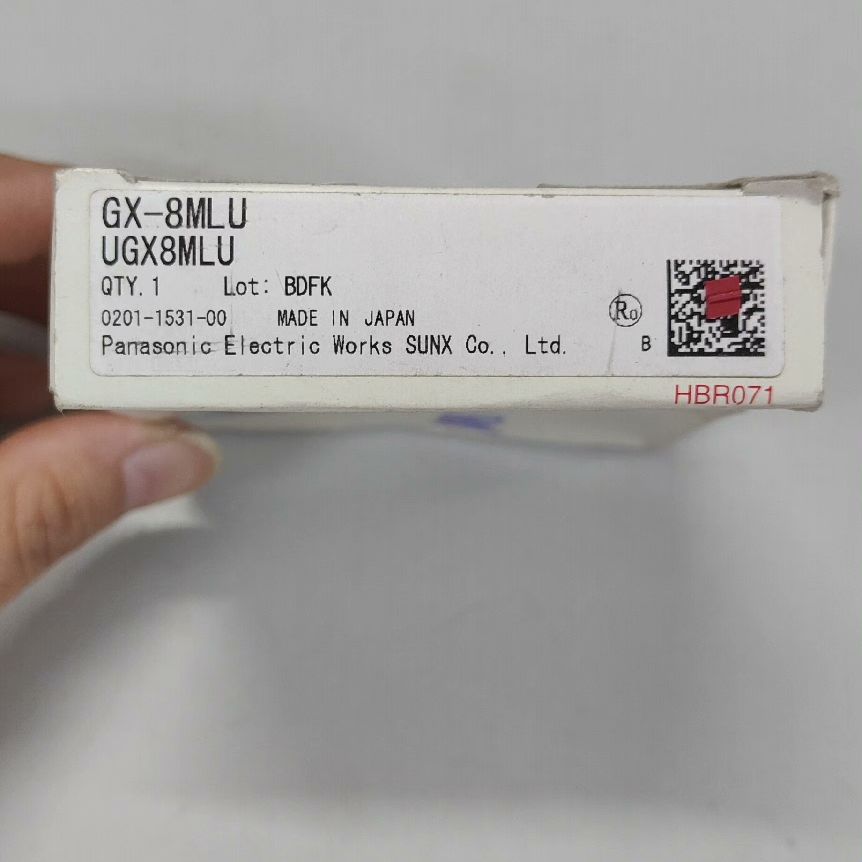 GX-8MLU
UGX8MLU
QTY. 1 Lot: BDFK
0201-1531-00 MADE IN JAPAN
Ro
Panasonic Electric Works SUNX Co., Ltd. B
HBR071